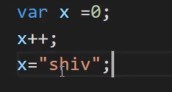 var x =0;
x++;
x="shiv";